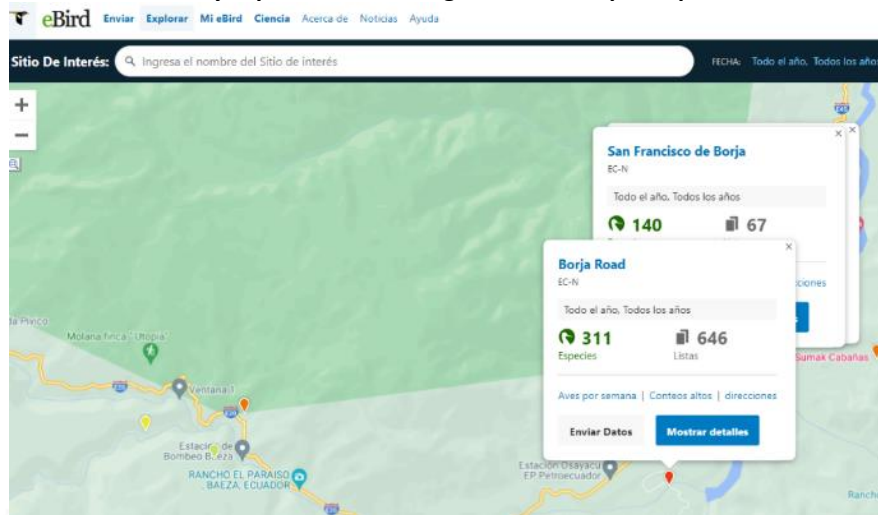 eBird Enviar Explorar Mi eBird Ciencia Acerca de Noticias Ayuda
Sitio De Interés: Ingresa el nombre del Sitio de interés FECHA: Todo el año, Todos los año
San Francisco de Borja
EC-N
Todo el año, Todos los años
140 67
Borja Road
EC-N
Todo el año, Todos los años
311 646
Especies Listas
Aves por semana | Conteos altos | direcciones
Enviar Datos Mostrar detalles
ciones
Sumak Cabañas
Molana finca "Utopia"
Ventana 1
Estación de
Bombeo Baeza
RANCHO EL PARAISO
, BAEZA, ECUADOR
Estación Osayacu
EP Petroecuador
Ranch